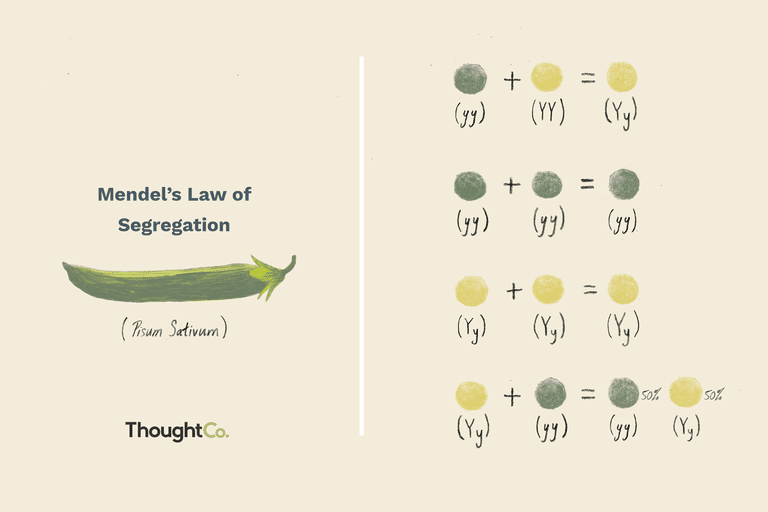 Mendel's Law of
Segregation
(Pisum Sativum)
ThoughtCo.
+ =
(yy) (YY) (Yy)
+ =
(yy) (yy) (yy)
+ =
(Yy) (Yy) (Yy)
+ = 50% 50%
(Yy) (yy) (yy) (Yy)